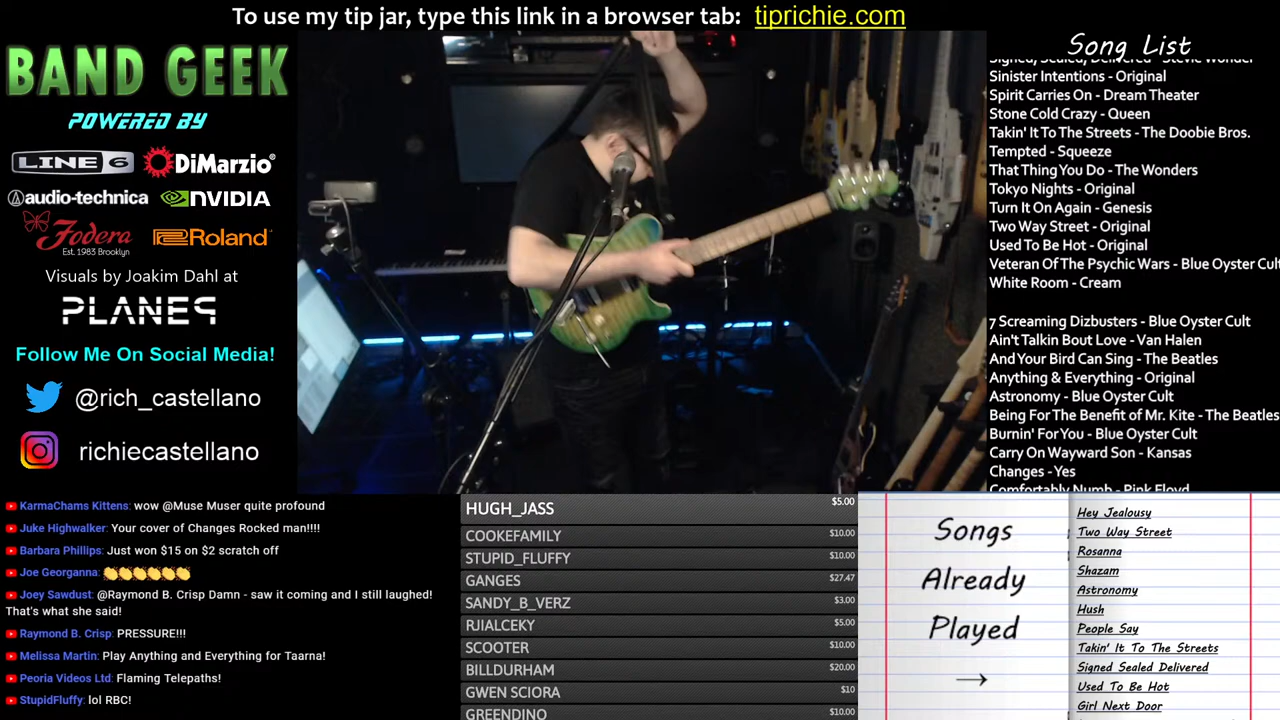 To use my tip jar, type this link in a browser tab: tiprichie.com
BAND GEEK
POWERED BY
LINE 6
DiMarzio®
audio-technica
NVIDIA
Fodera
Est. 1983 Brooklyn
Roland
Visuals by Joakim Dahl at
PLANE9
Follow Me On Social Media!
@rich_castellano
richiecastellano
Song List
Signed, Sealed, Delivered - Stevie Wonder
Sinister Intentions - Original
Spirit Carries On - Dream Theater
Stone Cold Crazy - Queen
Takin' It To The Streets - The Doobie Bros.
Tempted - Squeeze
That Thing You Do - The Wonders
Tokyo Nights - Original
Turn It On Again - Genesis
Two Way Street - Original
Used To Be Hot - Original
Veteran Of The Psychic Wars - Blue Oyster Cult
White Room - Cream
7 Screaming Dizbusters - Blue Oyster Cult
Ain't Talkin Bout Love - Van Halen
And Your Bird Can Sing - The Beatles
Anything & Everything - Original
Astronomy - Blue Oyster Cult
Being For The Benefit of Mr. Kite - The Beatles
Burnin' For You - Blue Oyster Cult
Carry On Wayward Son - Kansas
Changes - Yes
Comfortably Numb - Pink Floyd
KarmaChams Kittens: wow @Muse Muser quite profound
Juke Highwalker: Your cover of Changes Rocked man!!!!
Barbara Phillips: Just won $15 on $2 scratch off
Joe Georganna:
Joey Sawdust: @Raymond B. Crisp Damn - saw it coming and I still laughed!
That's what she said!
Raymond B. Crisp: PRESSURE!!!
Melissa Martin: Play Anything and Everything for Taarna!
Peoria Videos Ltd: Flaming Telepaths!
StupidFluffy: lol RBC!
HUGH_JASS $5.00
COOKEFAMILY $10.00
STUPID_FLUFFY $10.00
GANGES $27.47
SANDY_B_VERZ $3.00
RJIALCEKY $5.00
SCOOTER $10.00
BILLDURHAM $20.00
GWEN SCIORA $10
GREENDINO $10.00
Songs
Already
Played
→
Hey Jealousy
Two Way Street
Rosanna
Shazam
Astronomy
Hush
People Say
Takin' It To The Streets
Signed Sealed Delivered
Used To Be Hot
Girl Next Door